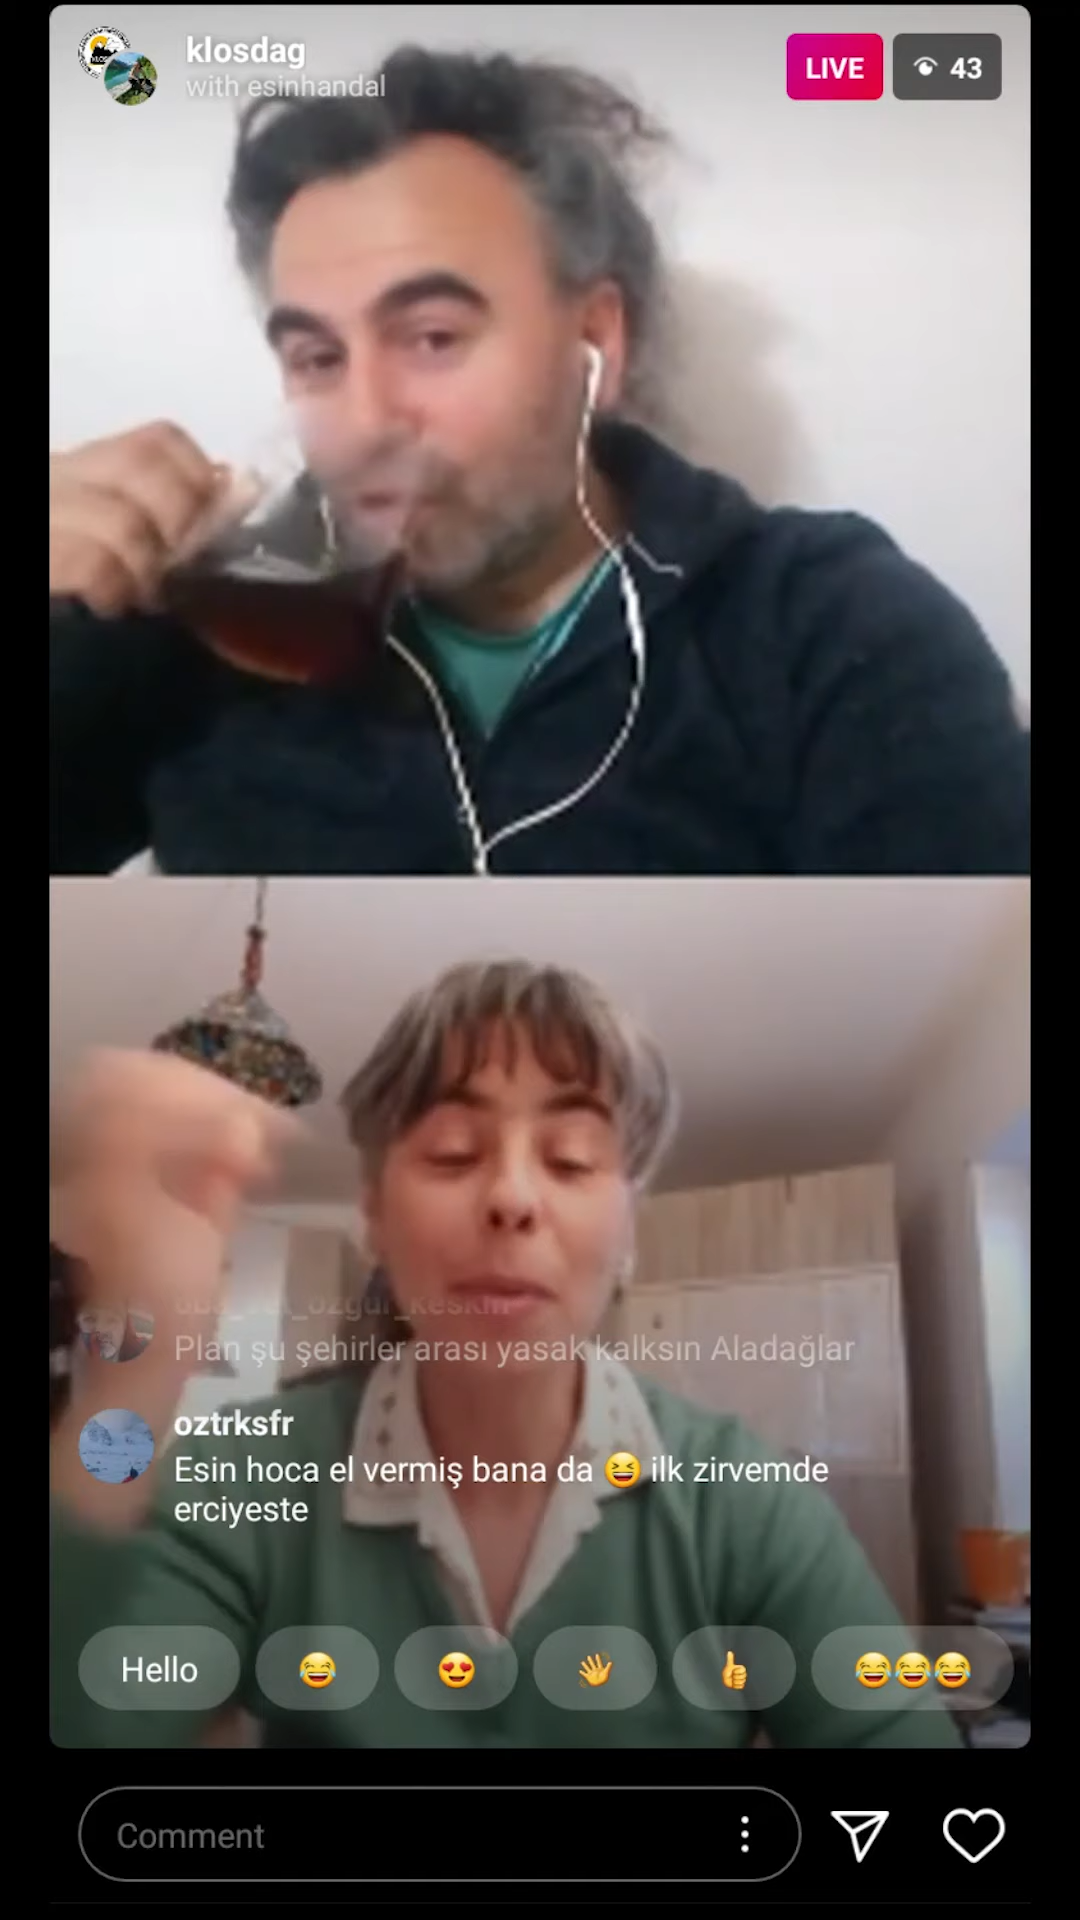 klosdag
with esinhandal
LIVE
43
Plan şu şehirler arası yasak kalksın Aladağlar
oztrksfr
Esin hoca el vermiş bana da 😆 ilk zirvemde
erciyeste
Hello
😂
😍
👋
👍
😂😂😂
Comment